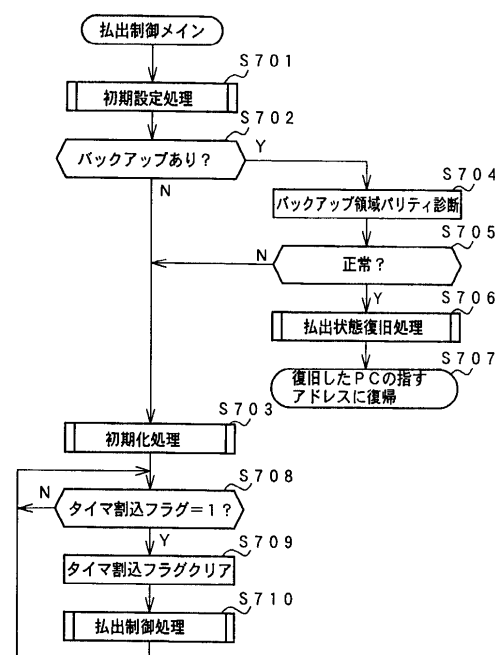 払出制御メイン
S701
初期設定処理
S702
バックアップあり?
Y
N
S704
バックアップ領域パリティ診断
S705
正常?
N
Y
S706
払出状態復旧処理
S707
復旧したPCの指す
アドレスに復帰
S703
初期化処理
S708
タイマ割込フラグ=1?
N
Y
S709
タイマ割込フラグクリア
S710
払出制御処理